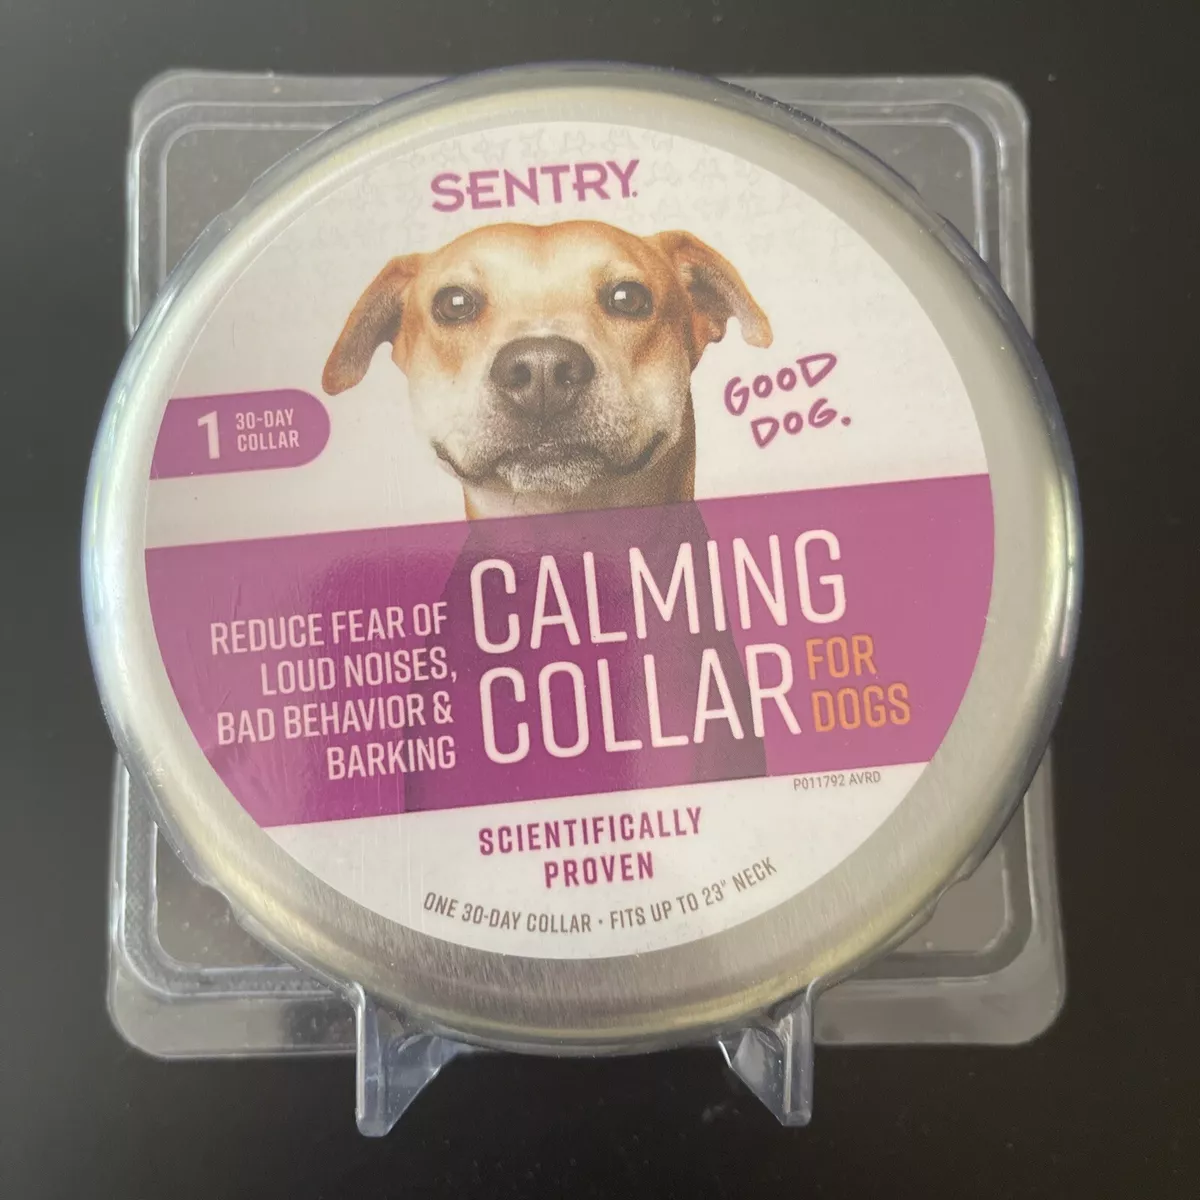 SENTRY.
GOOD
DOG.
1 30-DAY
COLLAR
REDUCE FEAR OF
LOUD NOISES,
BAD BEHAVIOR &
BARKING
CALMING
COLLAR
FOR
DOGS
P011792 AVRD
SCIENTIFICALLY
PROVEN
ONE 30-DAY COLLAR • FITS UP TO 23" NECK